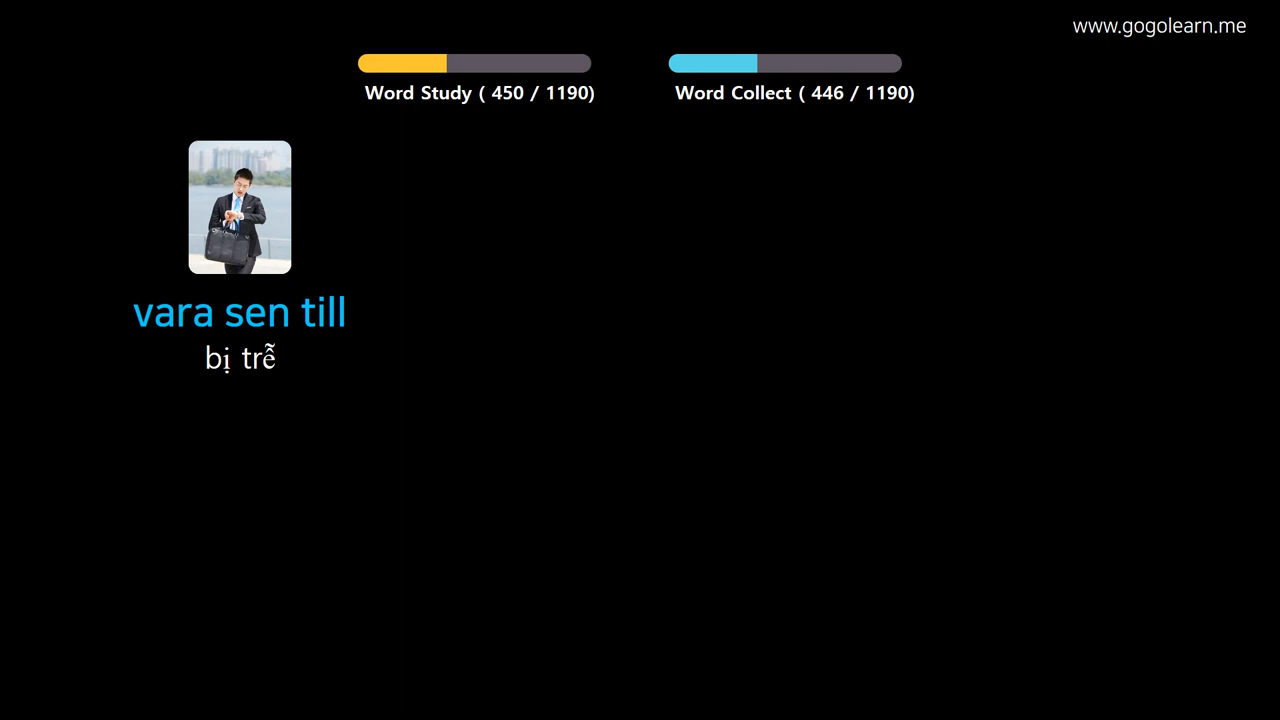 www.gogolearn.me
Word Study ( 450 / 1190)
Word Collect ( 446 / 1190)
vara sen till
bị trễ